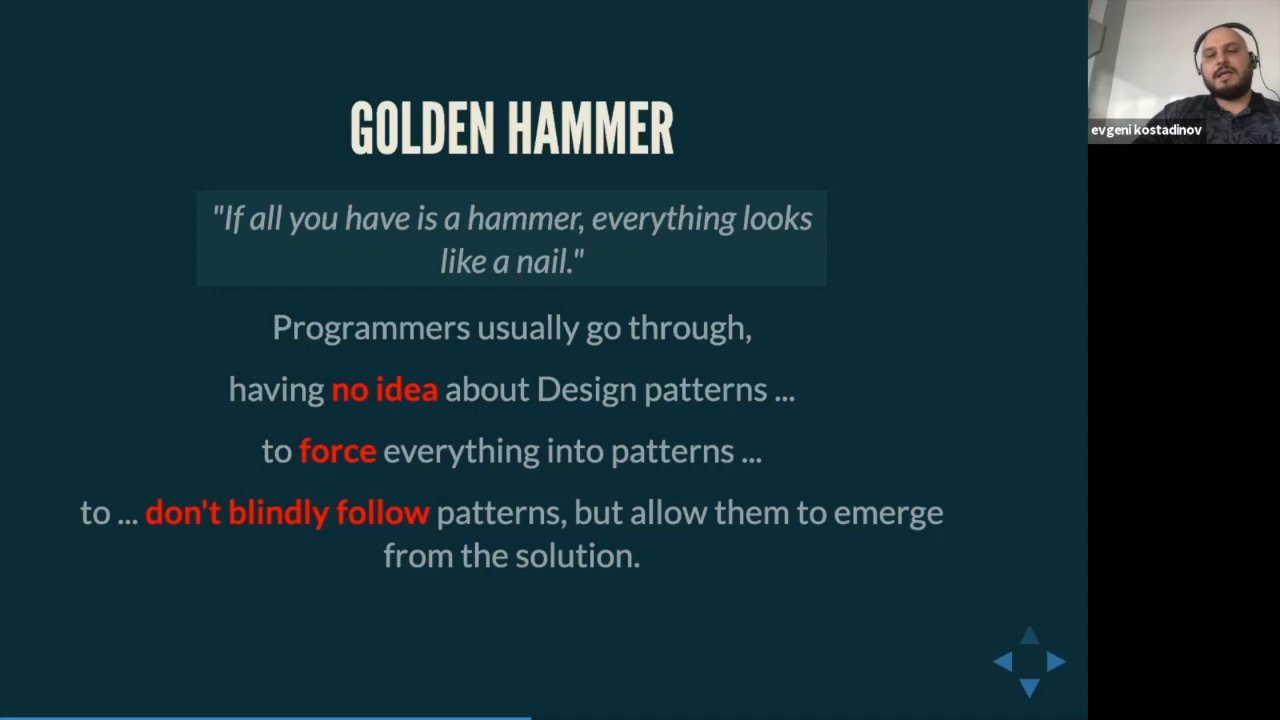 GOLDEN HAMMER
"If all you have is a hammer, everything looks
like a nail."
Programmers usually go through,
having no idea about Design patterns ...
to force everything into patterns ...
to ... don't blindly follow patterns, but allow them to emerge
from the solution.
evgeni kostadinov